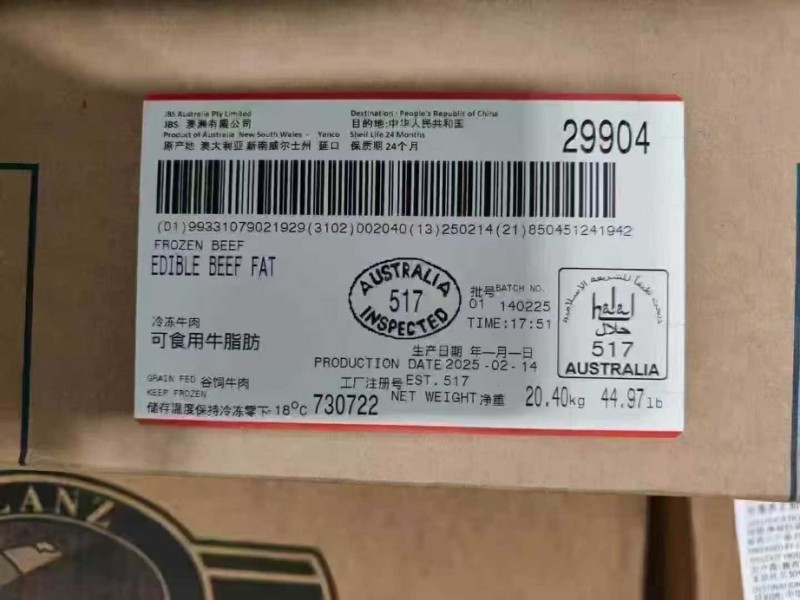 JBS Australia Pty Limited
JBS 澳洲有限公司
Product of Australia New South Wales - Yanco
原产地 澳大利亚 新南威尔士州 莚口
Destination : People's Republic of China
目的地:中华人民共和国
Shelf Life 24 Months
保质期 24个月
29904
(01)99331079021929(3102)002040(13)250214(21)850451241942
FROZEN BEEF
EDIBLE BEEF FAT
冷冻牛肉
可食用牛脂肪
GRAIN FED 谷饲牛肉
KEEP FROZEN
储存温度保持冷冻零下-18°C 730722
AUSTRALIA
517
INSPECTED
批号BATCH NO.
01 140225
TIME:17:51
生产日期 年—月—日
PRODUCTION DATE 2025-02-14
工厂注册号 EST. 517
NET WEIGHT 净重 20.40kg 44.97lb
halal
حلال
517
AUSTRALIA
LANZ